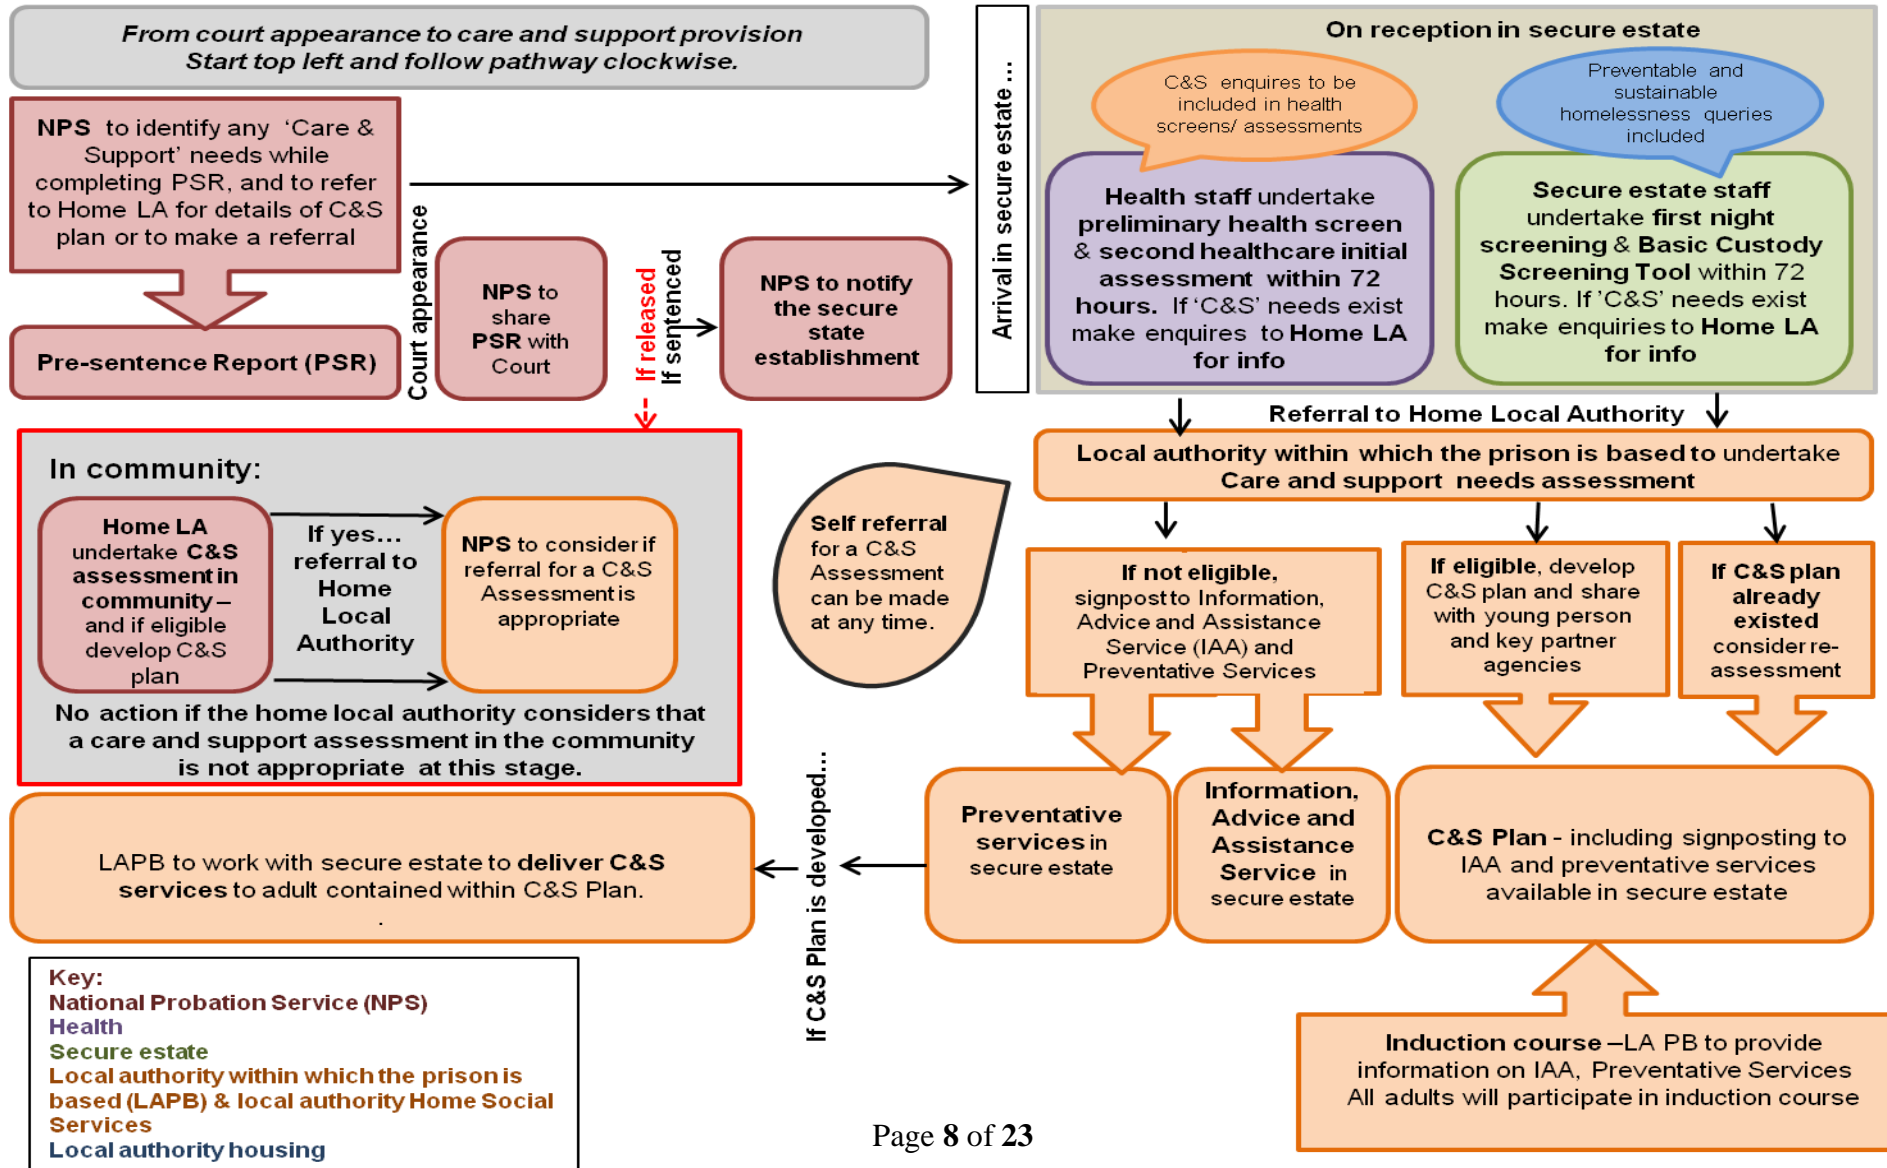 From court appearance to care and support provision
Start top left and follow pathway clockwise.
NPS to identify any ‘Care &
Support’ needs while
completing PSR, and to refer
to Home LA for details of C&S
plan or to make a referral
Pre-sentence Report (PSR)
Court appearance
NPS to
share
PSR with
Court
If released
If sentenced
NPS to notify
the secure
state
establishment
Arrival in secure estate ...
On reception in secure estate
C&S enquires to be
included in health
screens/ assessments
Preventable and
sustainable
homelessness queries
included
Health staff undertake
preliminary health screen
& second healthcare initial
assessment within 72
hours. If ‘C&S’ needs exist
make enquires to Home LA
for info
Secure estate staff
undertake first night
screening & Basic Custody
Screening Tool within 72
hours. If ’C&S’ needs exist
make enquiries to Home LA
for info
Referral to Home Local Authority
Local authority within which the prison is based to undertake
Care and support needs assessment
Self referral
for a C&S
Assessment
can be made
at any time.
If not eligible,
signpost to Information,
Advice and Assistance
Service (IAA) and
Preventative Services
If eligible, develop
C&S plan and share
with young person
and key partner
agencies
If C&S plan
already
existed
consider re-
assessment
In community:
Home LA
undertake C&S
assessment in
community –
and if eligible
develop C&S
plan
If yes...
referral to
Home
Local
Authority
NPS to consider if
referral for a C&S
Assessment is
appropriate
No action if the home local authority considers that
a care and support assessment in the community
is not appropriate at this stage.
Preventative
services in
secure estate
Information,
Advice and
Assistance
Service in
secure estate
C&S Plan - including signposting to
IAA and preventative services
available in secure estate
If C&S Plan is developed...
LAPB to work with secure estate to deliver C&S
services to adult contained within C&S Plan.
.
Induction course –LA PB to provide
information on IAA, Preventative Services
All adults will participate in induction course
Key:
National Probation Service (NPS)
Health
Secure estate
Local authority within which the prison is
based (LAPB) & local authority Home Social
Services
Local authority housing
Page 8 of 23